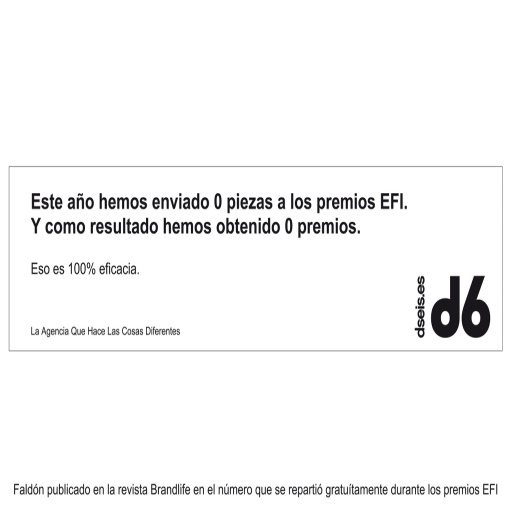 Este año hemos enviado 0 piezas a los premios EFI.
Y como resultado hemos obtenido 0 premios.
Eso es 100% eficacia.
La Agencia Que Hace Las Cosas Diferentes
dseis.es
d6
Faldón publicado en la revista Brandlife en el número que se repartió gratuítamente durante los premios EFI